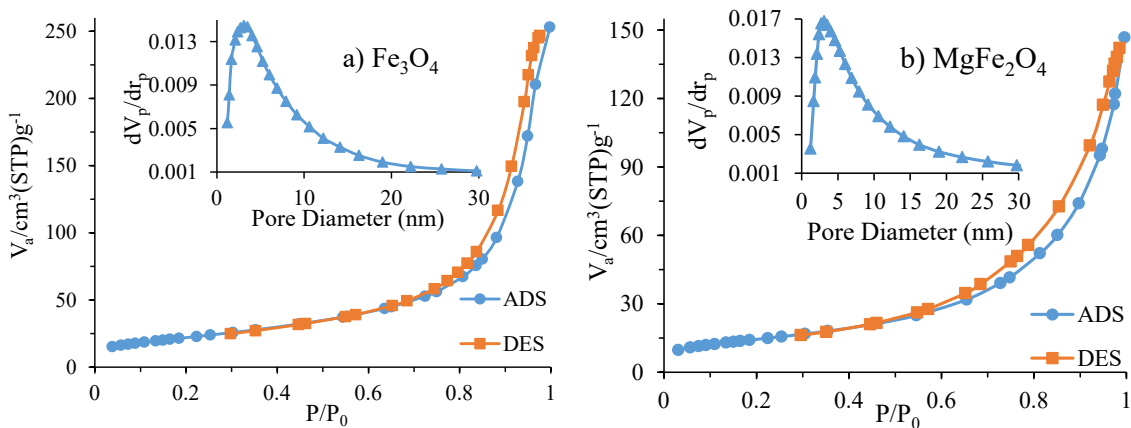 a) Fe₃O₄
dVₚ/drₚ
0.013
0.009
0.005
0.001
0 10 20 30
Pore Diameter (nm)
Vₐ/cm³(STP)g⁻¹
250
200
150
100
50
0
0 0.2 0.4 0.6 0.8 1
P/P₀
ADS
DES
b) MgFe₂O₄
dVₚ/drₚ
0.017
0.013
0.009
0.005
0.001
0 5 10 15 20 25 30
Pore Diameter (nm)
Vₐ/cm³(STP)g⁻¹
150
120
90
60
30
0
0 0.2 0.4 0.6 0.8 1
P/P₀
ADS
DES